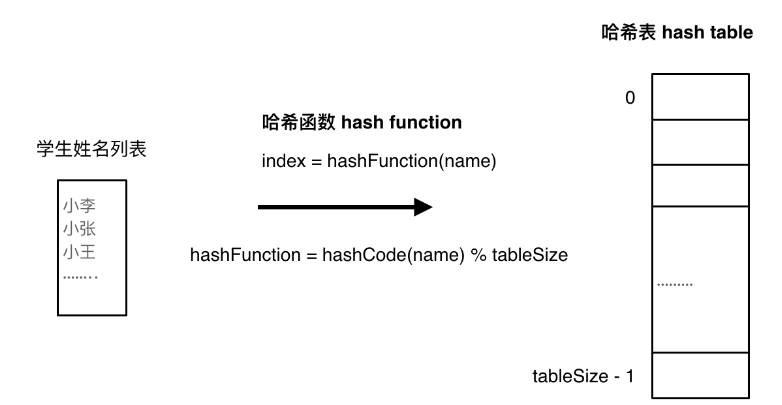 哈希表 hash table
0
哈希函数 hash function
学生姓名列表
index = hashFunction(name)
小李
小张
小王
........
hashFunction = hashCode(name) % tableSize
.........
tableSize - 1